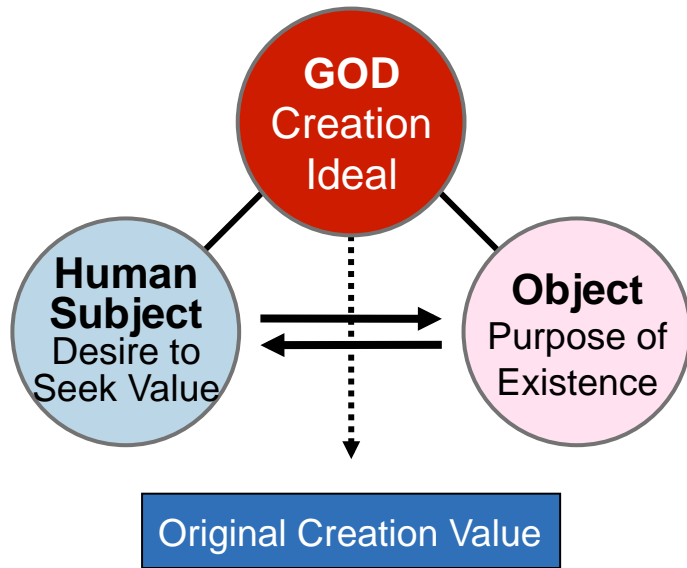 GOD
Creation
Ideal
Human
Subject
Desire to
Seek Value
Object
Purpose of
Existence
Original Creation Value